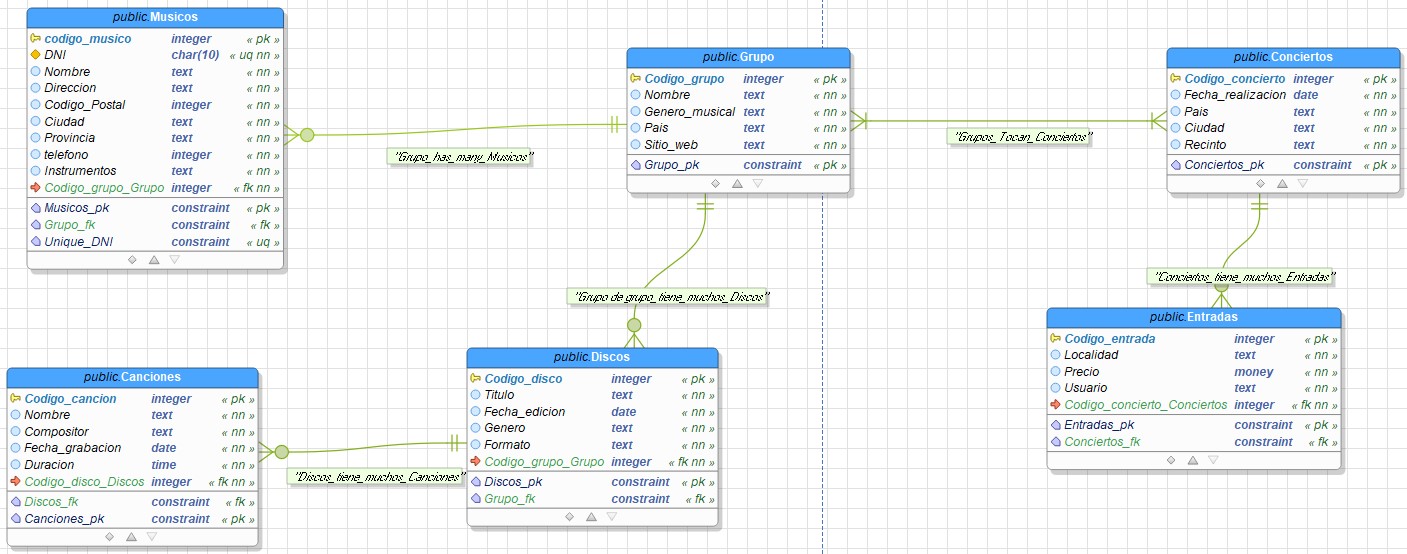 public.Musicos
codigo_musico integer « pk »
DNI char(10) « uq nn »
Nombre text « nn »
Direccion text « nn »
Codigo_Postal integer « nn »
Ciudad text « nn »
Provincia text « nn »
telefono integer « nn »
Instrumentos text « nn »
Codigo_grupo_Grupo integer « fk nn »
Musicos_pk constraint « pk »
Grupo_fk constraint « fk »
Unique_DNI constraint « uq »
"Grupo_has_many_Musicos"
public.Grupo
Codigo_grupo integer « pk »
Nombre text « nn »
Genero_musical text « nn »
Pais text « nn »
Sitio_web text « nn »
Grupo_pk constraint « pk »
"Grupos_Tocan_Conciertos"
public.Conciertos
Codigo_concierto integer « pk »
Fecha_realizacion date « nn »
Pais text « nn »
Ciudad text « nn »
Recinto text « nn »
Conciertos_pk constraint « pk »
"Grupo de grupo_tiene_muchos_Discos"
"Conciertos_tiene_muchos_Entradas"
public.Canciones
Codigo_cancion integer « pk »
Nombre text « nn »
Compositor text « nn »
Fecha_grabacion date « nn »
Duracion time « nn »
Codigo_disco_Discos integer « fk nn »
Discos_fk constraint « fk »
Canciones_pk constraint « pk »
"Discos_tiene_muchos_Canciones"
public.Discos
Codigo_disco integer « pk »
Titulo text « nn »
Fecha_edicion date « nn »
Genero text « nn »
Formato text « nn »
Codigo_grupo_Grupo integer « fk nn »
Discos_pk constraint « pk »
Grupo_fk constraint « fk »
public.Entradas
Codigo_entrada integer « pk »
Localidad text « nn »
Precio money « nn »
Usuario text « nn »
Codigo_concierto_Conciertos integer « fk nn »
Entradas_pk constraint « pk »
Conciertos_fk constraint « fk »